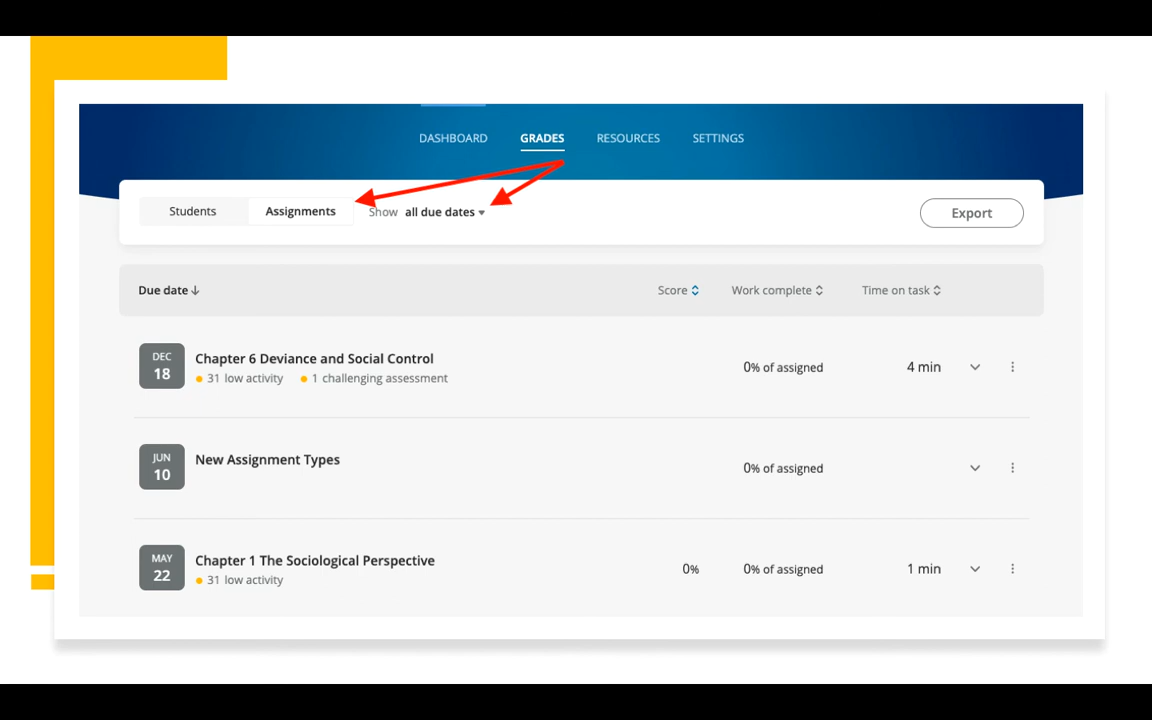 DASHBOARD GRADES RESOURCES SETTINGS
Students Assignments Show all due dates Export
Due date Score Work complete Time on task
DEC
18
Chapter 6 Deviance and Social Control
31 low activity 1 challenging assessment
0% of assigned 4 min
JUN
10
New Assignment Types
0% of assigned
MAY
22
Chapter 1 The Sociological Perspective
31 low activity
0% 0% of assigned 1 min